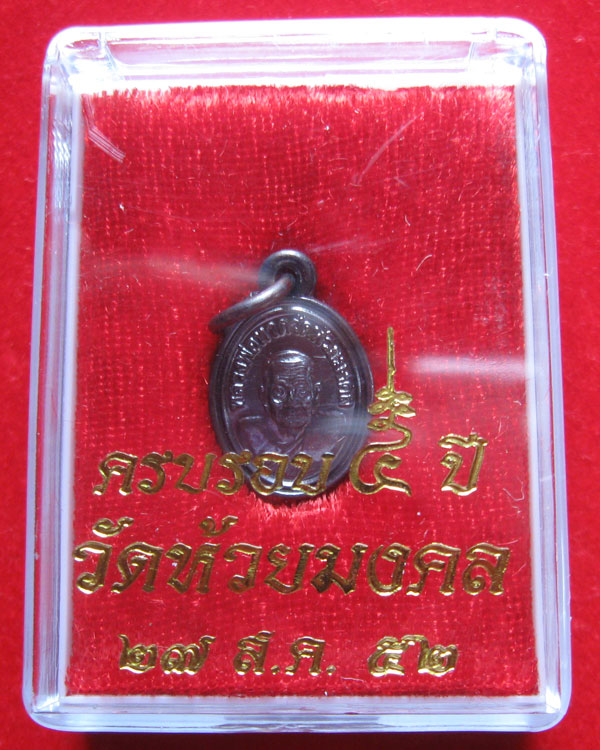 ครบรอบ ๕ ปี
วัดห้วยมงคล
๒๗ ส.ค. ๕๒